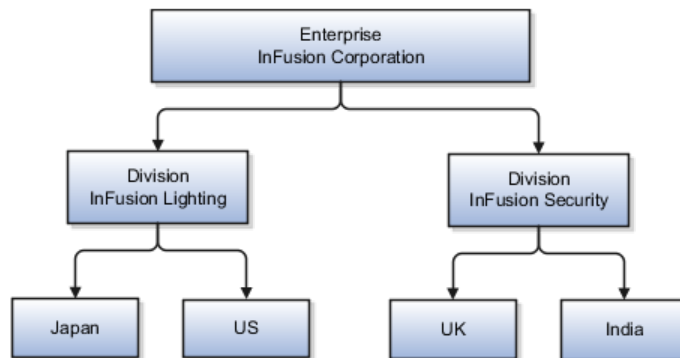 Enterprise
InFusion Corporation
Division
InFusion Lighting
Division
InFusion Security
Japan
US
UK
India